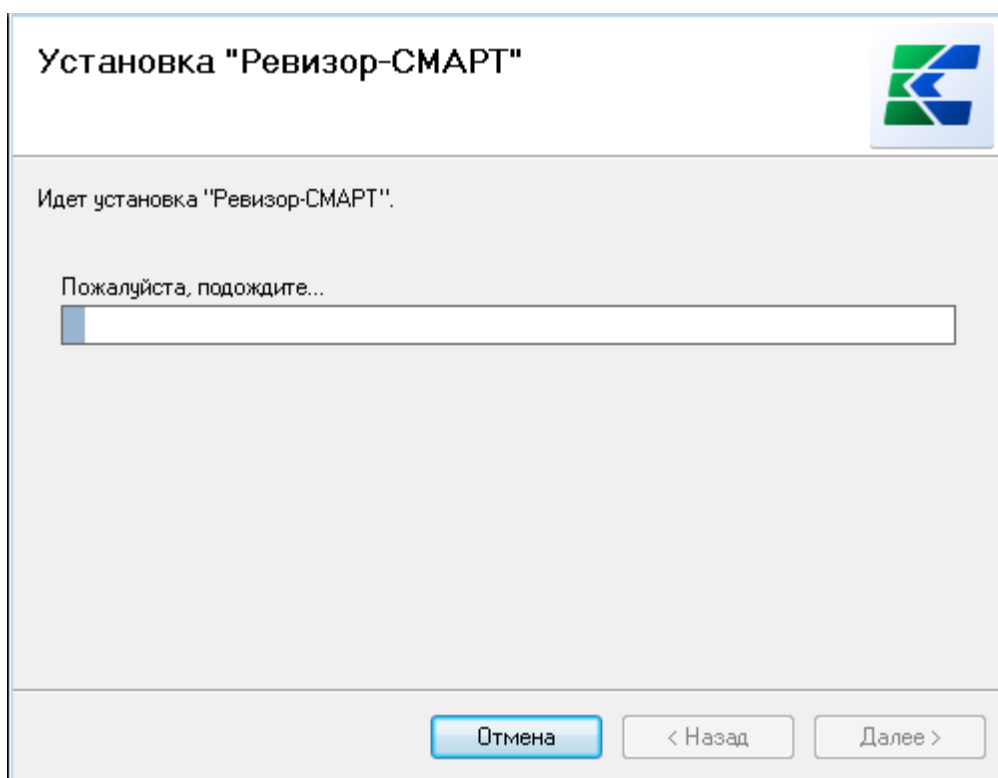 Установка "Ревизор-СМАРТ"
Идет установка "Ревизор-СМАРТ".
Пожалуйста, подождите...
Отмена
< Назад
Далее >